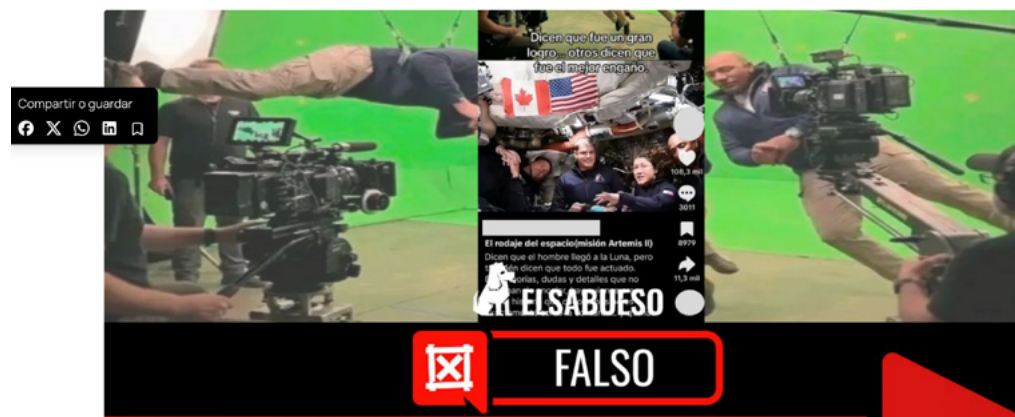 Compartir o guardar
Dicen que fue un gran
logro... otros dicen que
fue el mejor engaño.
108,3 mil
3011
8979
11,3 mil
El rodaje del espacio(misión Artemis II)
Dicen que el hombre llegó a la Luna, pero
también dicen que todo fue actuado.
dudas y detalles que no
ELSABUESO
FALSO